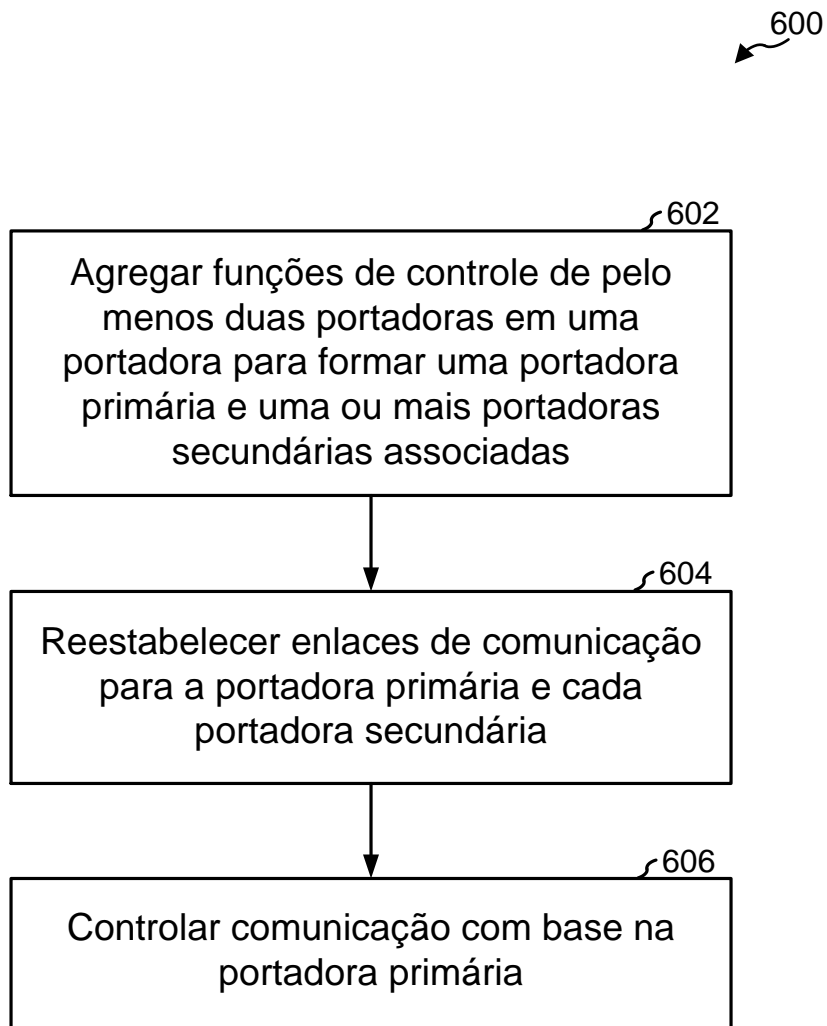 600
602
Agregar funções de controle de pelo
menos duas portadoras em uma
portadora para formar uma portadora
primária e uma ou mais portadoras
secundárias associadas
604
Reestabelecer enlaces de comunicação
para a portadora primária e cada
portadora secundária
606
Controlar comunicação com base na
portadora primária